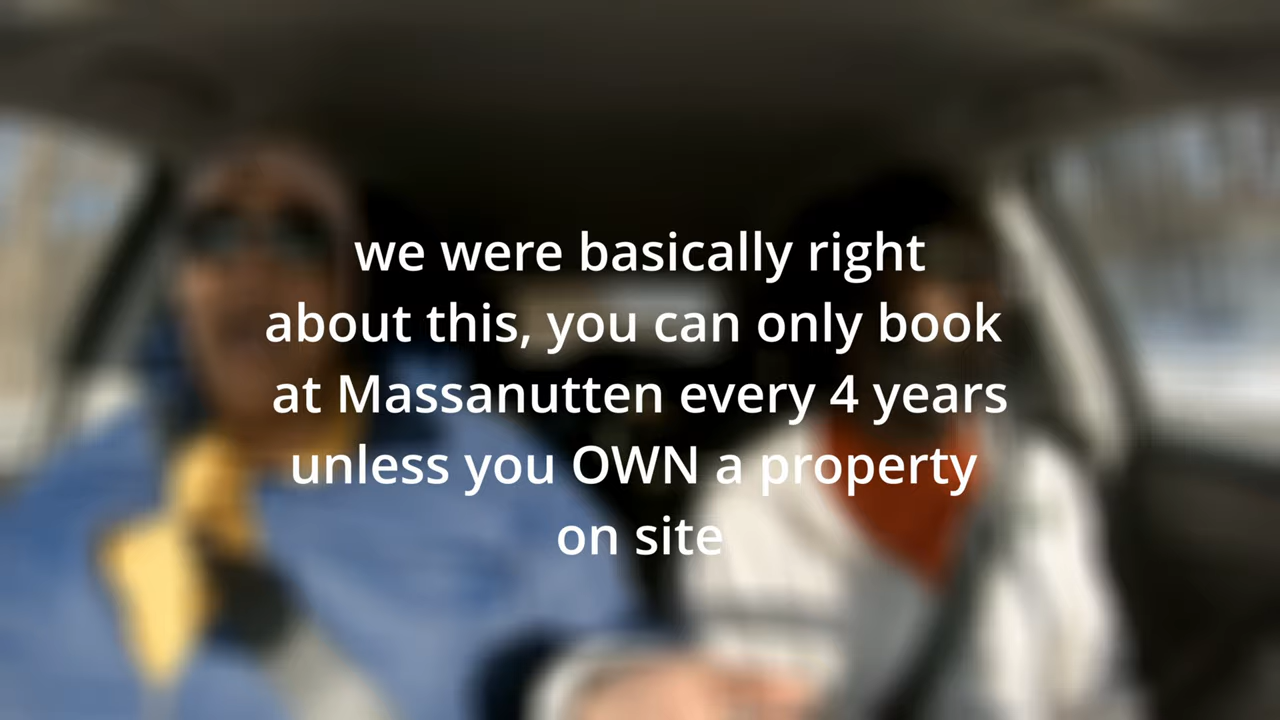 we were basically right
about this, you can only book
at Massanutten every 4 years
unless you OWN a property
on site